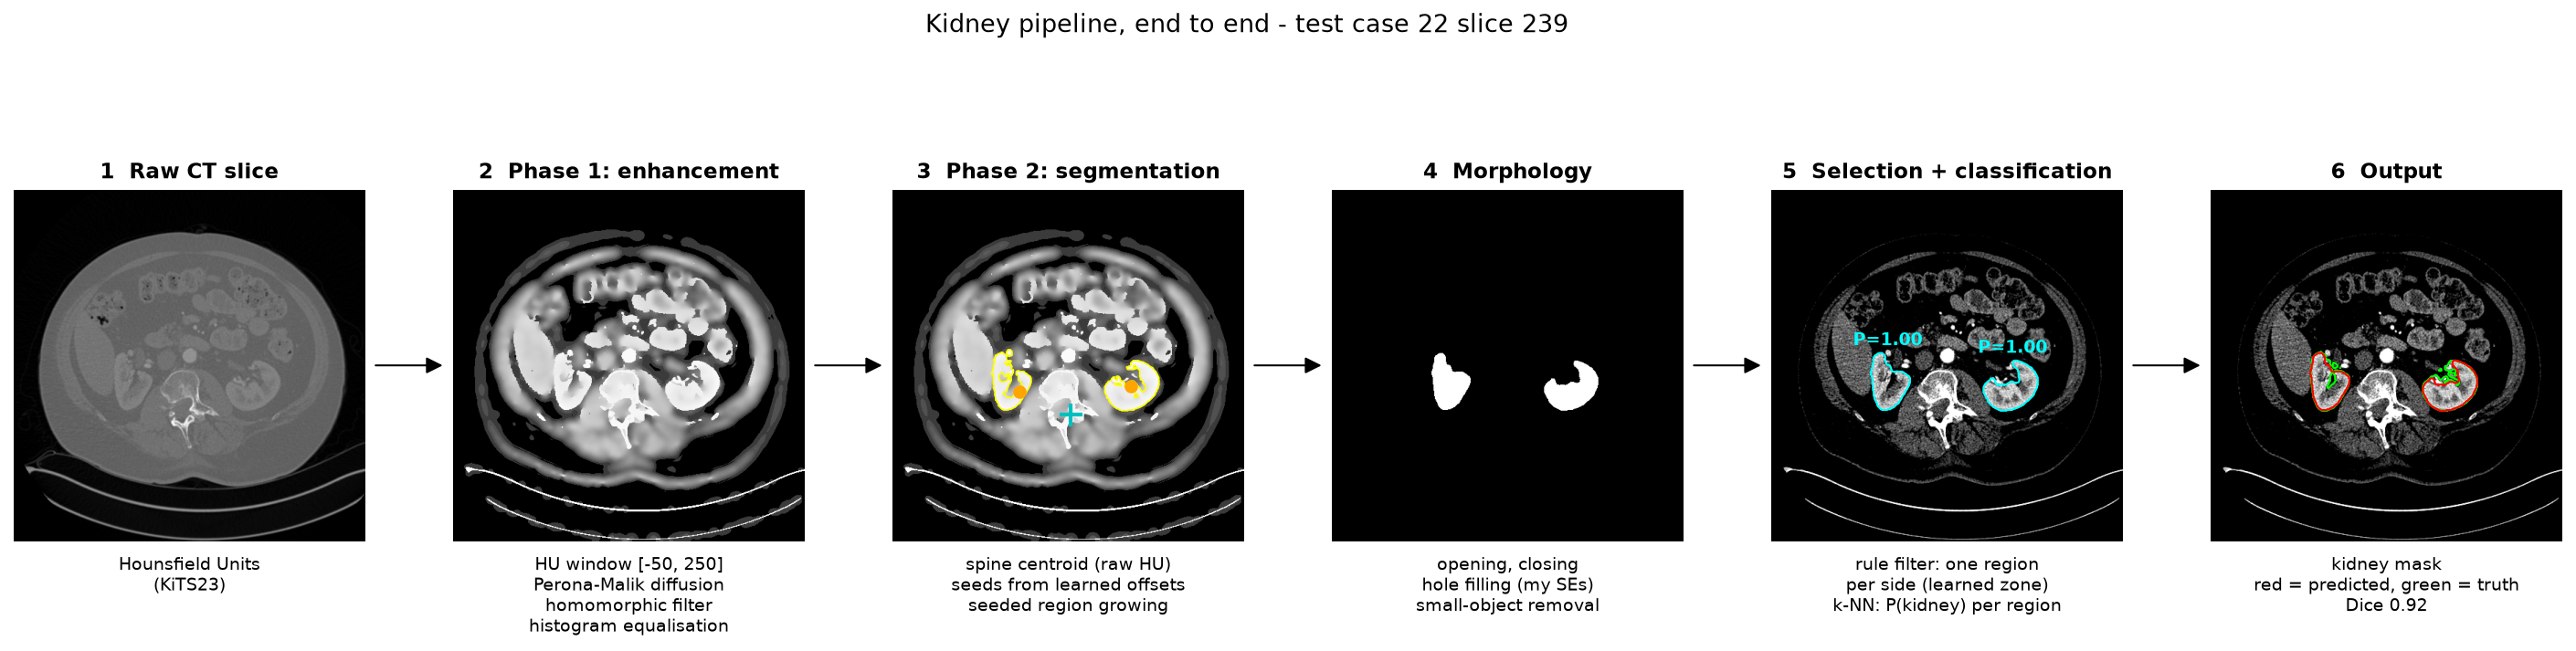 Kidney pipeline, end to end - test case 22 slice 239
1 Raw CT slice
Hounsfield Units
(KiTS23)
2 Phase 1: enhancement
HU window [-50, 250]
Perona-Malik diffusion
homomorphic filter
histogram equalisation
3 Phase 2: segmentation
spine centroid (raw HU)
seeds from learned offsets
seeded region growing
4 Morphology
opening, closing
hole filling (my SEs)
small-object removal
5 Selection + classification
P=1.00
P=1.00
rule filter: one region
per side (learned zone)
k-NN: P(kidney) per region
6 Output
kidney mask
red = predicted, green = truth
Dice 0.92